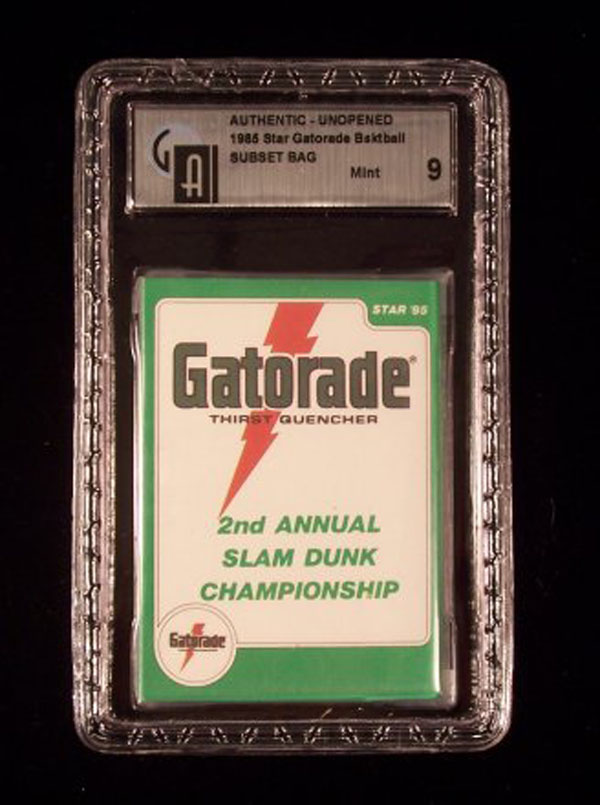 AUTHENTIC - UNOPENED
1985 Star Gatorade Bsktball
SUBSET BAG
Mint 9
GAI
STAR '85
Gatorade®
THIRST QUENCHER
2nd ANNUAL
SLAM DUNK
CHAMPIONSHIP
Gatorade